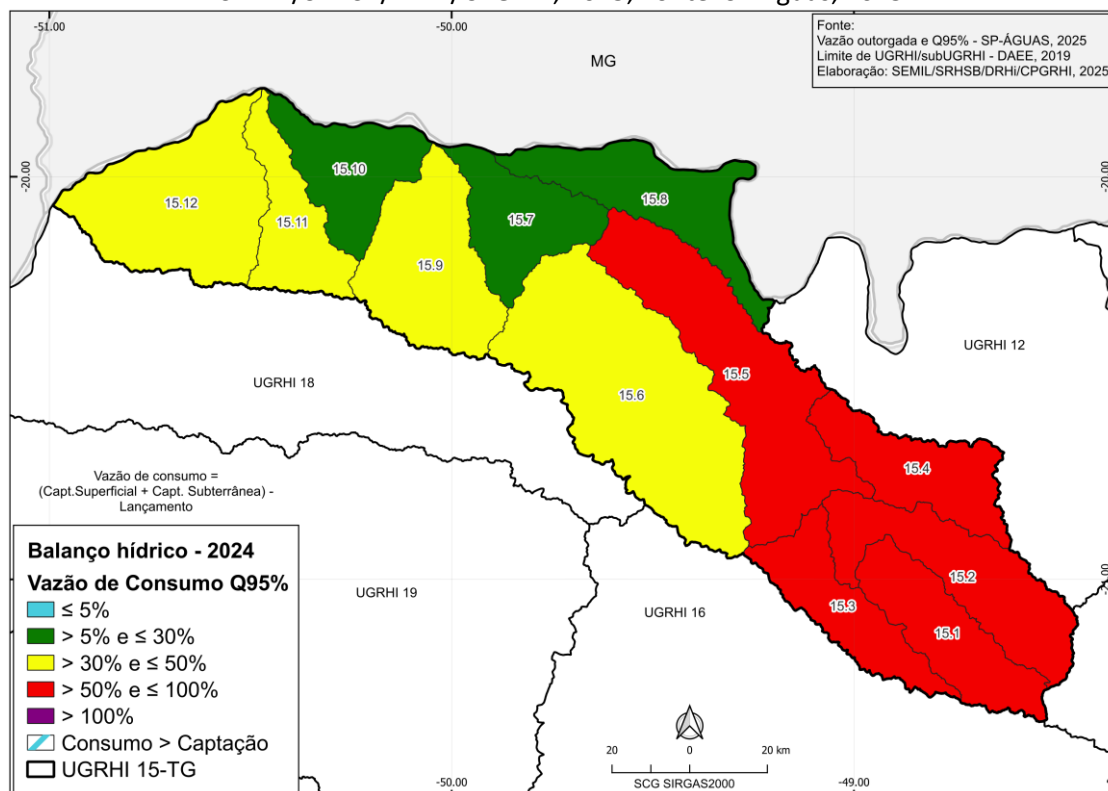 -51.00
-50.00
Fonte:
Vazão outorgada e Q95% - SP-ÁGUAS, 2025
Limite de UGRHI/subUGRHI - DAEE, 2019
Elaboração: SEMIL/SRHSB/DRHi/CPGRHI, 2025
MG
-20.00
-20.00
15.10
15.8
15.12
15.11
15.7
15.9
UGRHI 12
15.5
UGRHI 18
15.6
15.4
Vazão de consumo =
(Capt.Superficial + Capt. Subterrânea) -
Lançamento
15.2
UGRHI 19
15.3
UGRHI 16
15.1
Balanço hídrico - 2024
Vazão de Consumo Q95%
≤ 5%
> 5% e ≤ 30%
> 30% e ≤ 50%
> 50% e ≤ 100%
> 100%
Consumo > Captação
UGRHI 15-TG
20 0 20 km
SCG SIRGAS2000
-50.00
-49.00